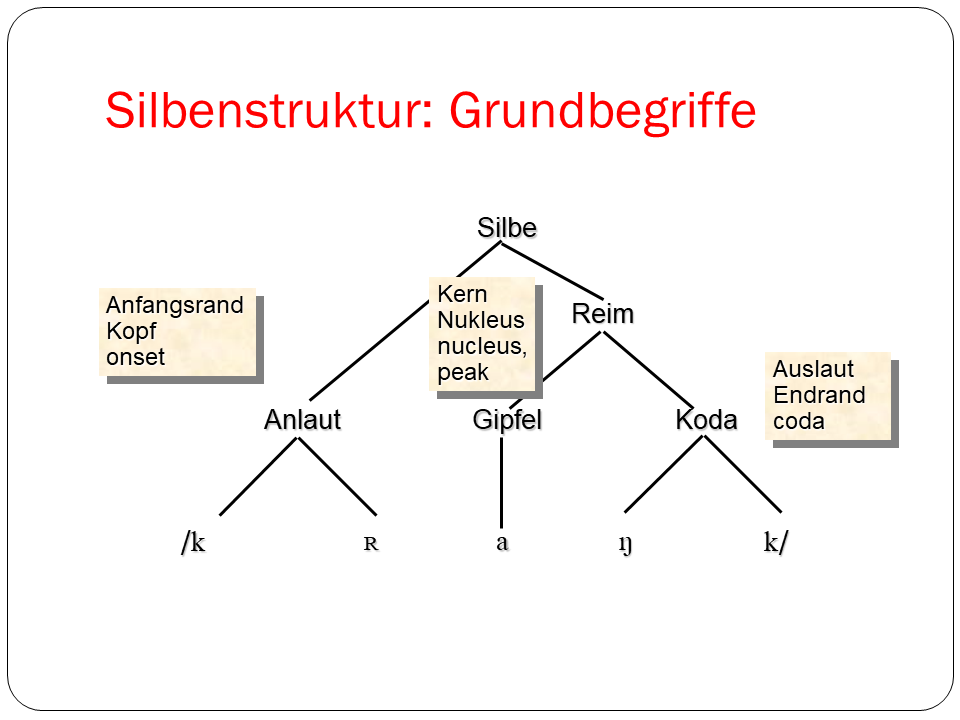 Silbenstruktur: Grundbegriffe
Silbe
Anfangsrand
Kopf
onset
Kern
Nukleus
nucleus,
peak
Reim
Auslaut
Endrand
coda
Anlaut Gipfel Koda
/k ʀ a ŋ k/